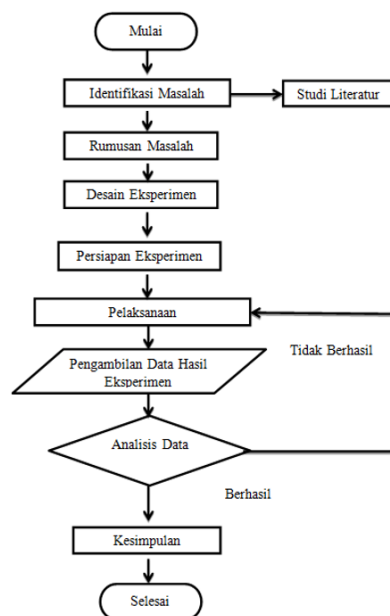 Mulai
Identifikasi Masalah
Studi Literatur
Rumusan Masalah
Desain Eksperimen
Persiapan Eksperimen
Pelaksanaan
Tidak Berhasil
Pengambilan Data Hasil
Eksperimen
Analisis Data
Berhasil
Kesimpulan
Selesai